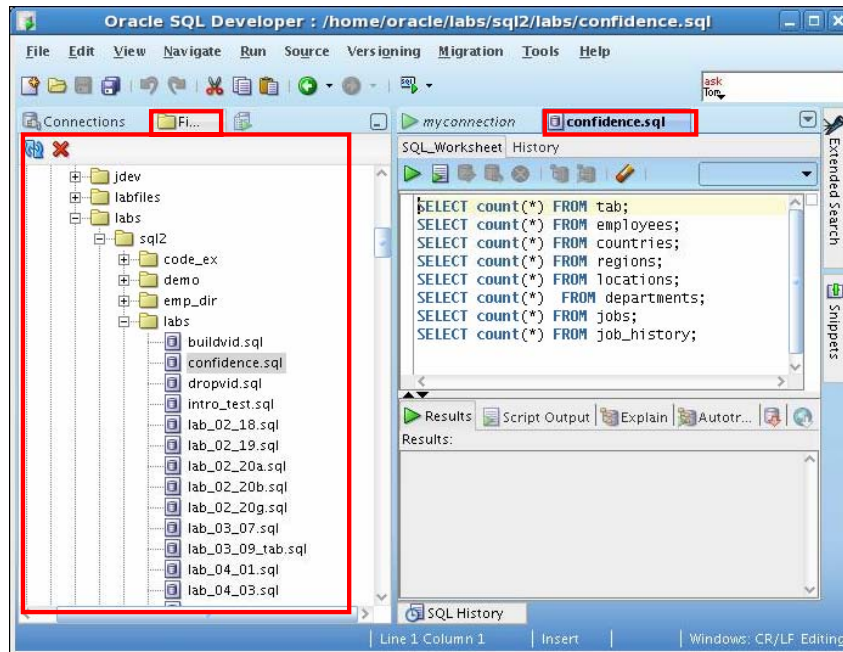 Oracle SQL Developer : /home/oracle/labs/sql2/labs/confidence.sql
File Edit View Navigate Run Source Versioning Migration Tools Help
ask
Tom
Connections
Fi...
jdev
labfiles
labs
sql2
code_ex
demo
emp_dir
labs
buildvid.sql
confidence.sql
dropvid.sql
intro_test.sql
lab_02_18.sql
lab_02_19.sql
lab_02_20a.sql
lab_02_20b.sql
lab_02_20g.sql
lab_03_07.sql
lab_03_09_tab.sql
lab_04_01.sql
lab_04_03.sql
myconnection confidence.sql
SQL_Worksheet History
SELECT count(*) FROM tab;
SELECT count(*) FROM employees;
SELECT count(*) FROM countries;
SELECT count(*) FROM regions;
SELECT count(*) FROM locations;
SELECT count(*)  FROM departments;
SELECT count(*) FROM jobs;
SELECT count(*) FROM job_history;
Results Script Output Explain Autotr...
Results:
SQL History
Extended Search
Snippets
Line 1 Column 1 Insert Windows: CR/LF Editing